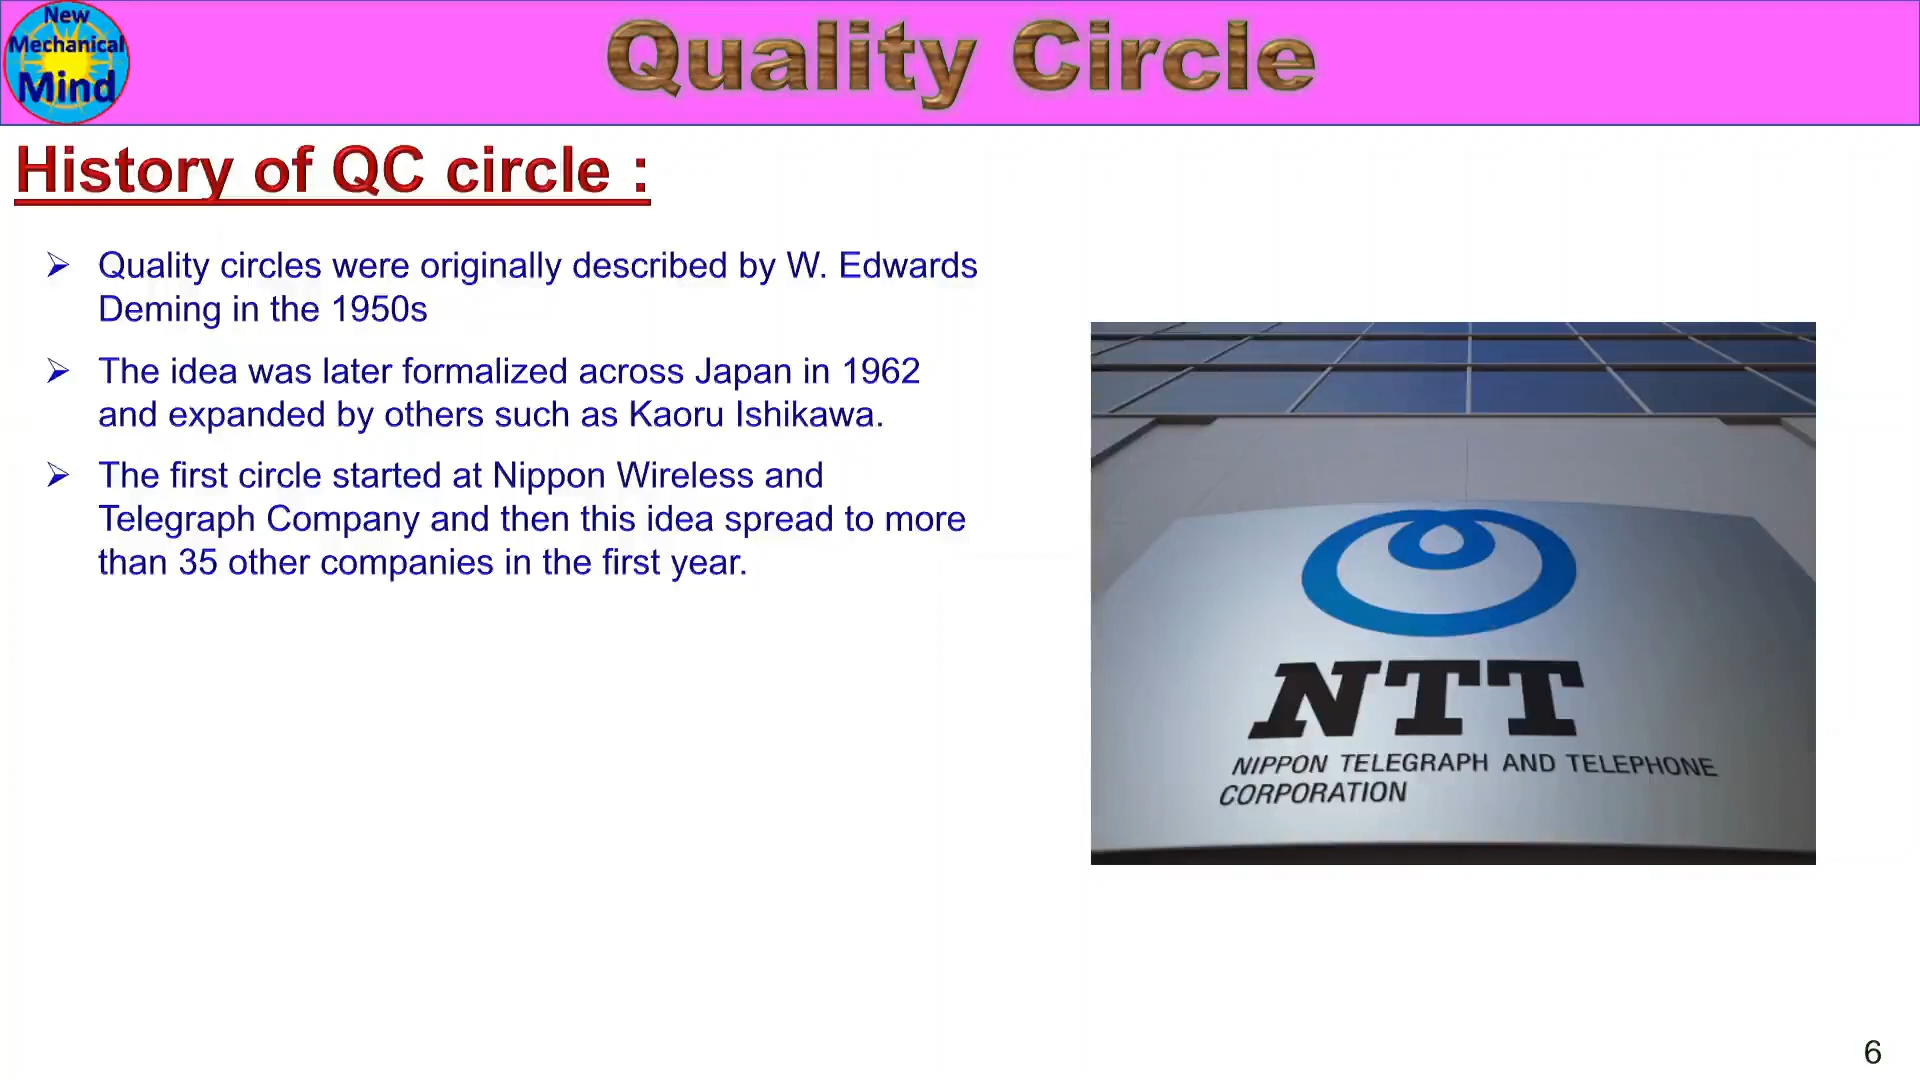 New
Mechanical
Mind
Quality Circle
History of QC circle :
Quality circles were originally described by W. Edwards
Deming in the 1950s
The idea was later formalized across Japan in 1962
and expanded by others such as Kaoru Ishikawa.
The first circle started at Nippon Wireless and
Telegraph Company and then this idea spread to more
than 35 other companies in the first year.
NTT
NIPPON TELEGRAPH AND TELEPHONE
CORPORATION
6